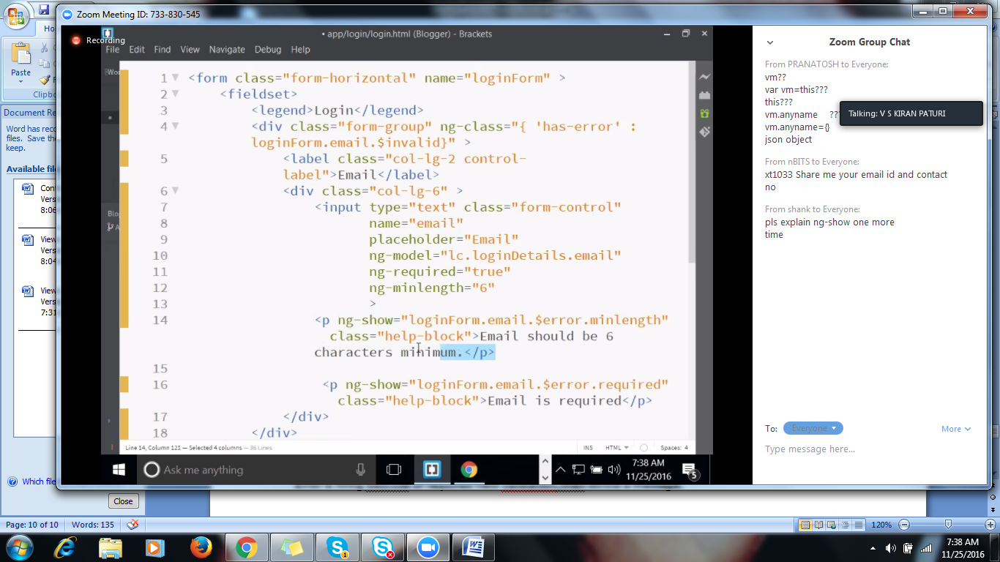 Zoom Meeting ID: 733-830-545
Ho
Paste
Clipbo
Document Re
Word has reco
files. Save the
keep.
Available file
Cont
Vers
8:06
View
Vers
8:04
View
Vers
7:31
Which file
Close
Page: 10 of 10 Words: 135
120%
Recording
• app/login/login.html (Blogger) - Brackets
File Edit Find View Navigate Debug Help
Wor
Blog
1 <form class="form-horizontal" name="loginForm" >
2 <fieldset>
3 <legend>Login</legend>
4 <div class="form-group" ng-class="{ 'has-error' :
loginForm.email.$invalid}" >
5 <label class="col-lg-2 control-
label">Email</label>
6 <div class="col-lg-6" >
7 <input type="text" class="form-control"
8 name="email"
9 placeholder="Email"
10 ng-model="lc.loginDetails.email"
11 ng-required="true"
12 ng-minlength="6"
13 >
14 <p ng-show="loginForm.email.$error.minlength"
class="help-block">Email should be 6
characters minimum.</p>
15
16 <p ng-show="loginForm.email.$error.required"
class="help-block">Email is required</p>
17 </div>
18 </div>
Line 14, Column 121 — Selected 4 columns — 36 Lines
INS HTML Spaces: 4
Ask me anything
7:38 AM
11/25/2016
5
Zoom Group Chat
From PRANATOSH to Everyone:
vm??
var vm=this???
this???
vm.anyname ??
vm.anyname={}
json object
Talking: V S KIRAN PATURI
From nBITS to Everyone:
xt1033 Share me your email id and contact
no
From shank to Everyone:
pls explain ng-show one more
time
To: Everyone More
Type message here...
7:38 AM
11/25/2016